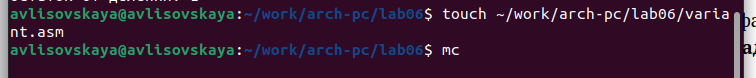 avlisovskaya@avlisovskaya:~/work/arch-pc/lab06$ touch ~/work/arch-pc/lab06/varia
nt.asm
avlisovskaya@avlisovskaya:~/work/arch-pc/lab06$ mc